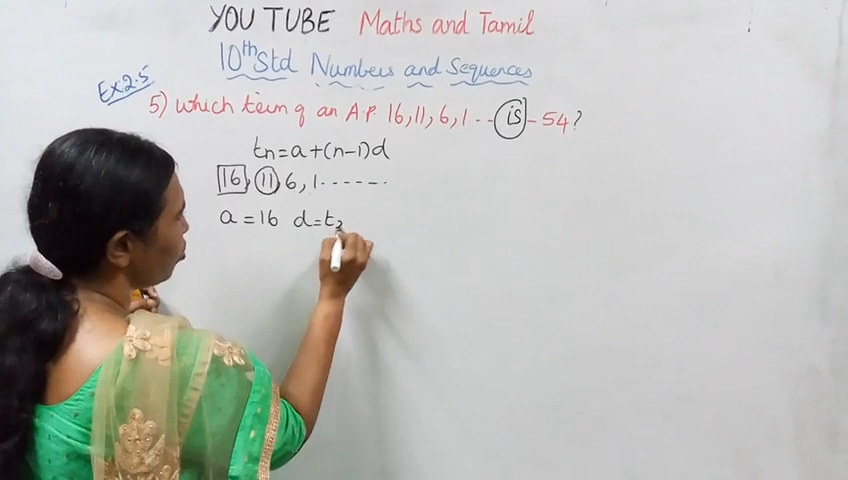 YOU TUBE Maths and Tamil
10th Std Numbers and Sequences
Ex:2.5
5) Which term of an A.P. 16, 11, 6, 1 ... is -54?
tn = a+(n-1)d
16, 11, 6, 1.......
a = 16 d = t2